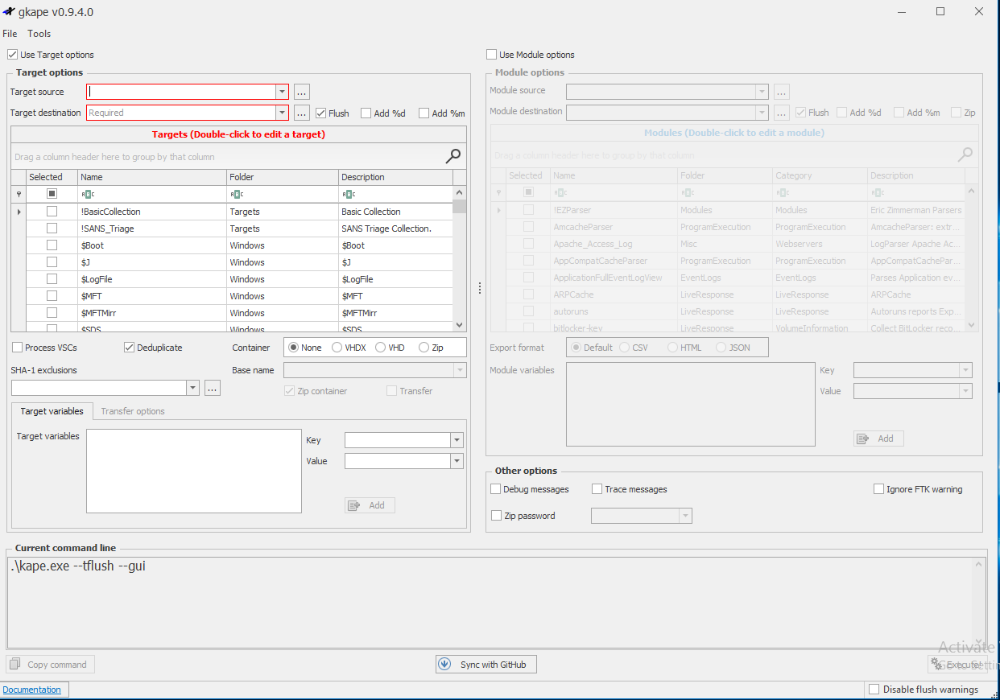 gkape v0.9.4.0
File Tools
Use Target options
Target options
Target source ...
Target destination Required ... Flush Add %d Add %m
Targets (Double-click to edit a target)
Drag a column header here to group by that column
Selected Name Folder Description
!BasicCollection Targets Basic Collection
!SANS_Triage Targets SANS Triage Collection.
$Boot Windows $Boot
$J Windows $J
$LogFile Windows $LogFile
$MFT Windows $MFT
$MFTMirr Windows $MFTMirr
$SDS Windows $SDS
Process VSCs Deduplicate Container None VHDX VHD Zip
SHA-1 exclusions Base name
... Zip container Transfer
Target variables Transfer options
Target variables Key
Value
Add
Use Module options
Module options
Module source ...
Module destination ... Flush Add %d Add %m Zip
Modules (Double-click to edit a module)
Drag a column header here to group by that column
Selected Name Folder Category Description
!EZParser Modules Modules Eric Zimmerman Parsers
AmcacheParser ProgramExecution ProgramExecution AmcacheParser: extr...
Apache_Access_Log Misc Webservers LogParser Apache Ac...
AppCompatCacheParser ProgramExecution ProgramExecution AppCompatCachePar...
ApplicationFullEventLogView EventLogs EventLogs Parses Application ev...
ARPCache LiveResponse LiveResponse ARPCache
autoruns LiveResponse LiveResponse Autoruns reports Exp...
bitlocker-key LiveResponse VolumeInformation Collect BitLocker reco...
Export format Default CSV HTML JSON
Module variables Key
Value
Add
Other options
Debug messages Trace messages Ignore FTK warning
Zip password
Current command line
.\kape.exe --tflush --gui
Copy command Sync with GitHub Execute!
Activate
Go to Settin
Documentation Disable flush warnings